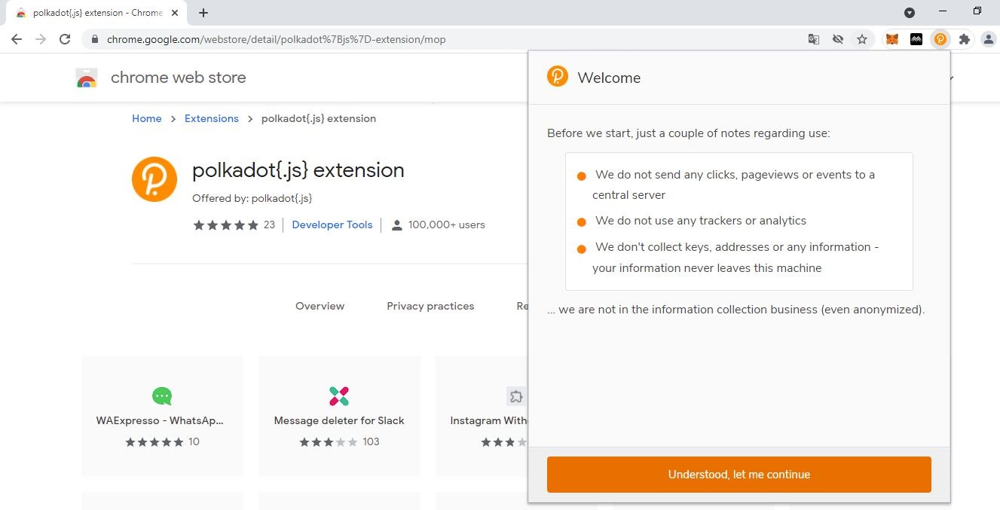 polkadot{.js} extension - Chrome
chrome.google.com/webstore/detail/polkadot%7Bjs%7D-extension/mop
chrome web store
Home > Extensions > polkadot{.js} extension
polkadot{.js} extension
Offered by: polkadot{.js}
23 | Developer Tools | 100,000+ users
Overview Privacy practices Re
WAExpresso - WhatsAp...
10
Message deleter for Slack
103
Instagram With
Welcome
Before we start, just a couple of notes regarding use:
We do not send any clicks, pageviews or events to a
central server
We do not use any trackers or analytics
We don't collect keys, addresses or any information -
your information never leaves this machine
... we are not in the information collection business (even anonymized).
Understood, let me continue